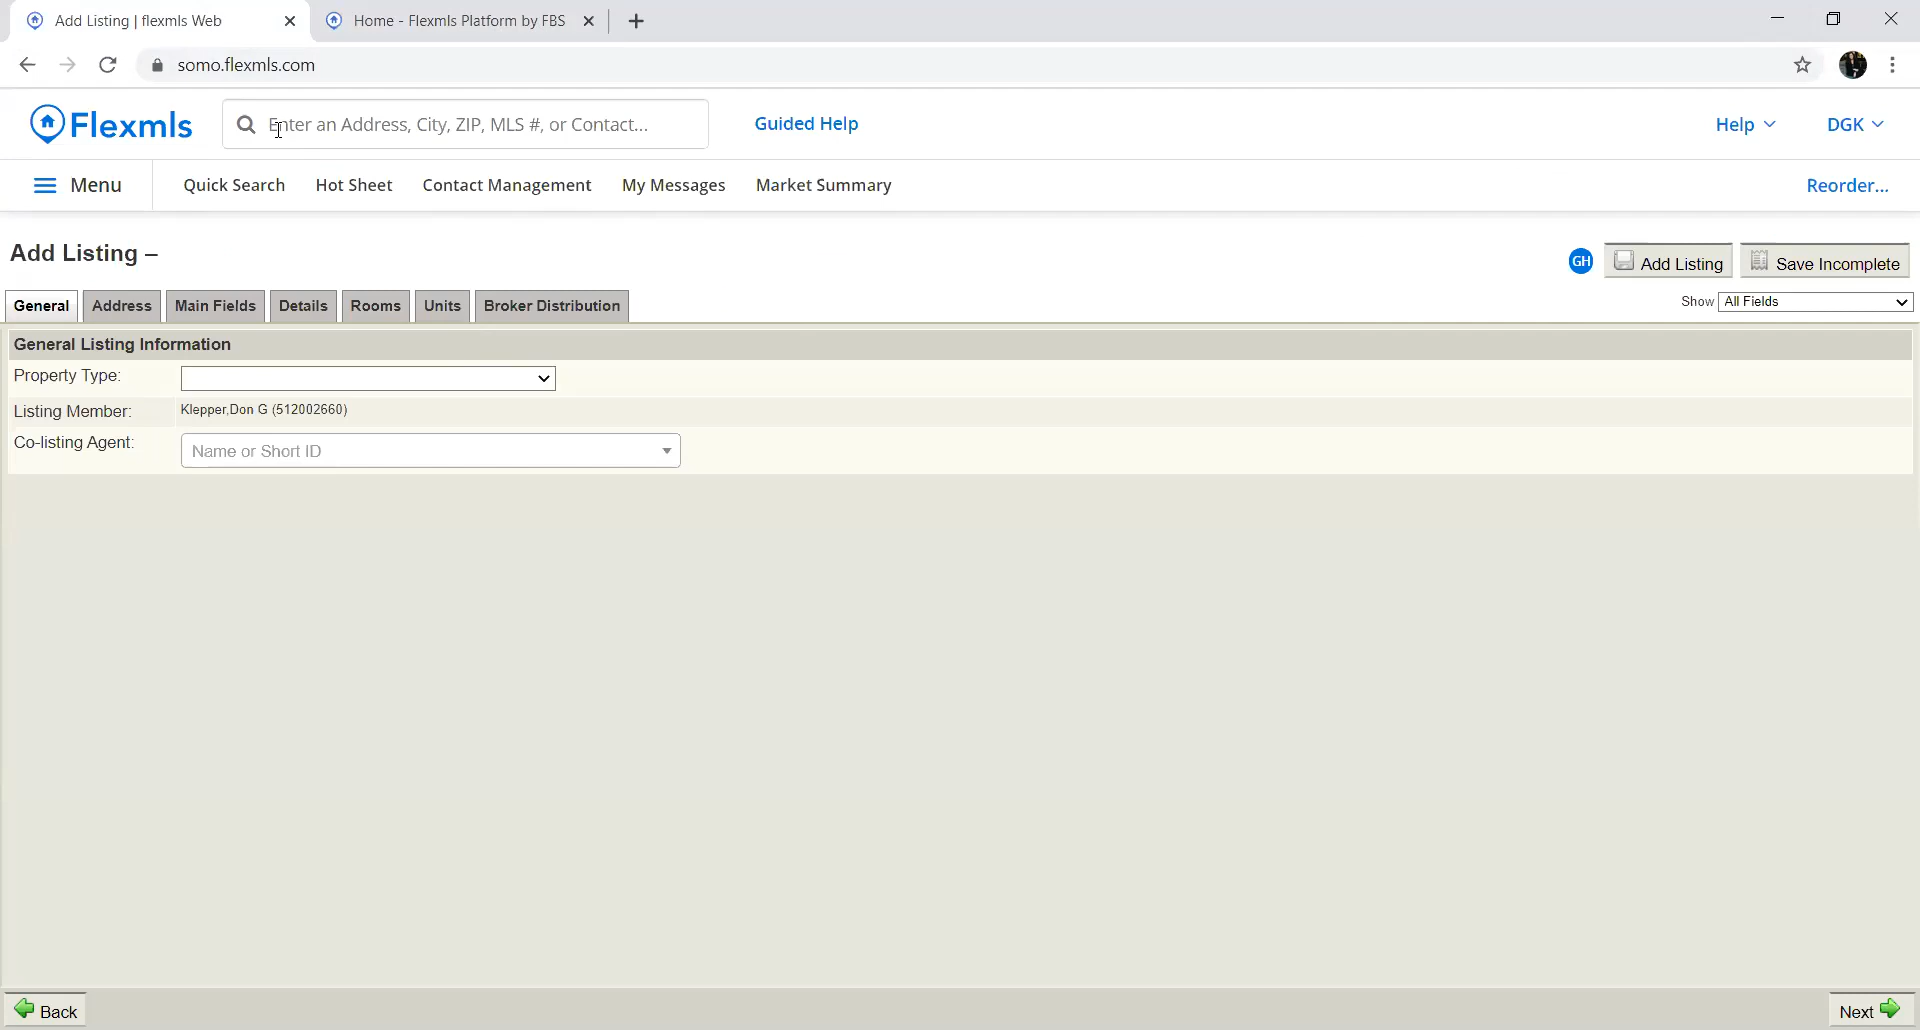 Add Listing | flexmls Web
Home - Flexmls Platform by FBS
somo.flexmls.com
Flexmls
Enter an Address, City, ZIP, MLS #, or Contact...
Guided Help
Help
DGK
Menu
Quick Search
Hot Sheet
Contact Management
My Messages
Market Summary
Reorder...
Add Listing –
GH
Add Listing
Save Incomplete
General
Address
Main Fields
Details
Rooms
Units
Broker Distribution
Show
All Fields
General Listing Information
Property Type:
Listing Member:
Klepper,Don G (512002660)
Co-listing Agent:
Name or Short ID
Back
Next